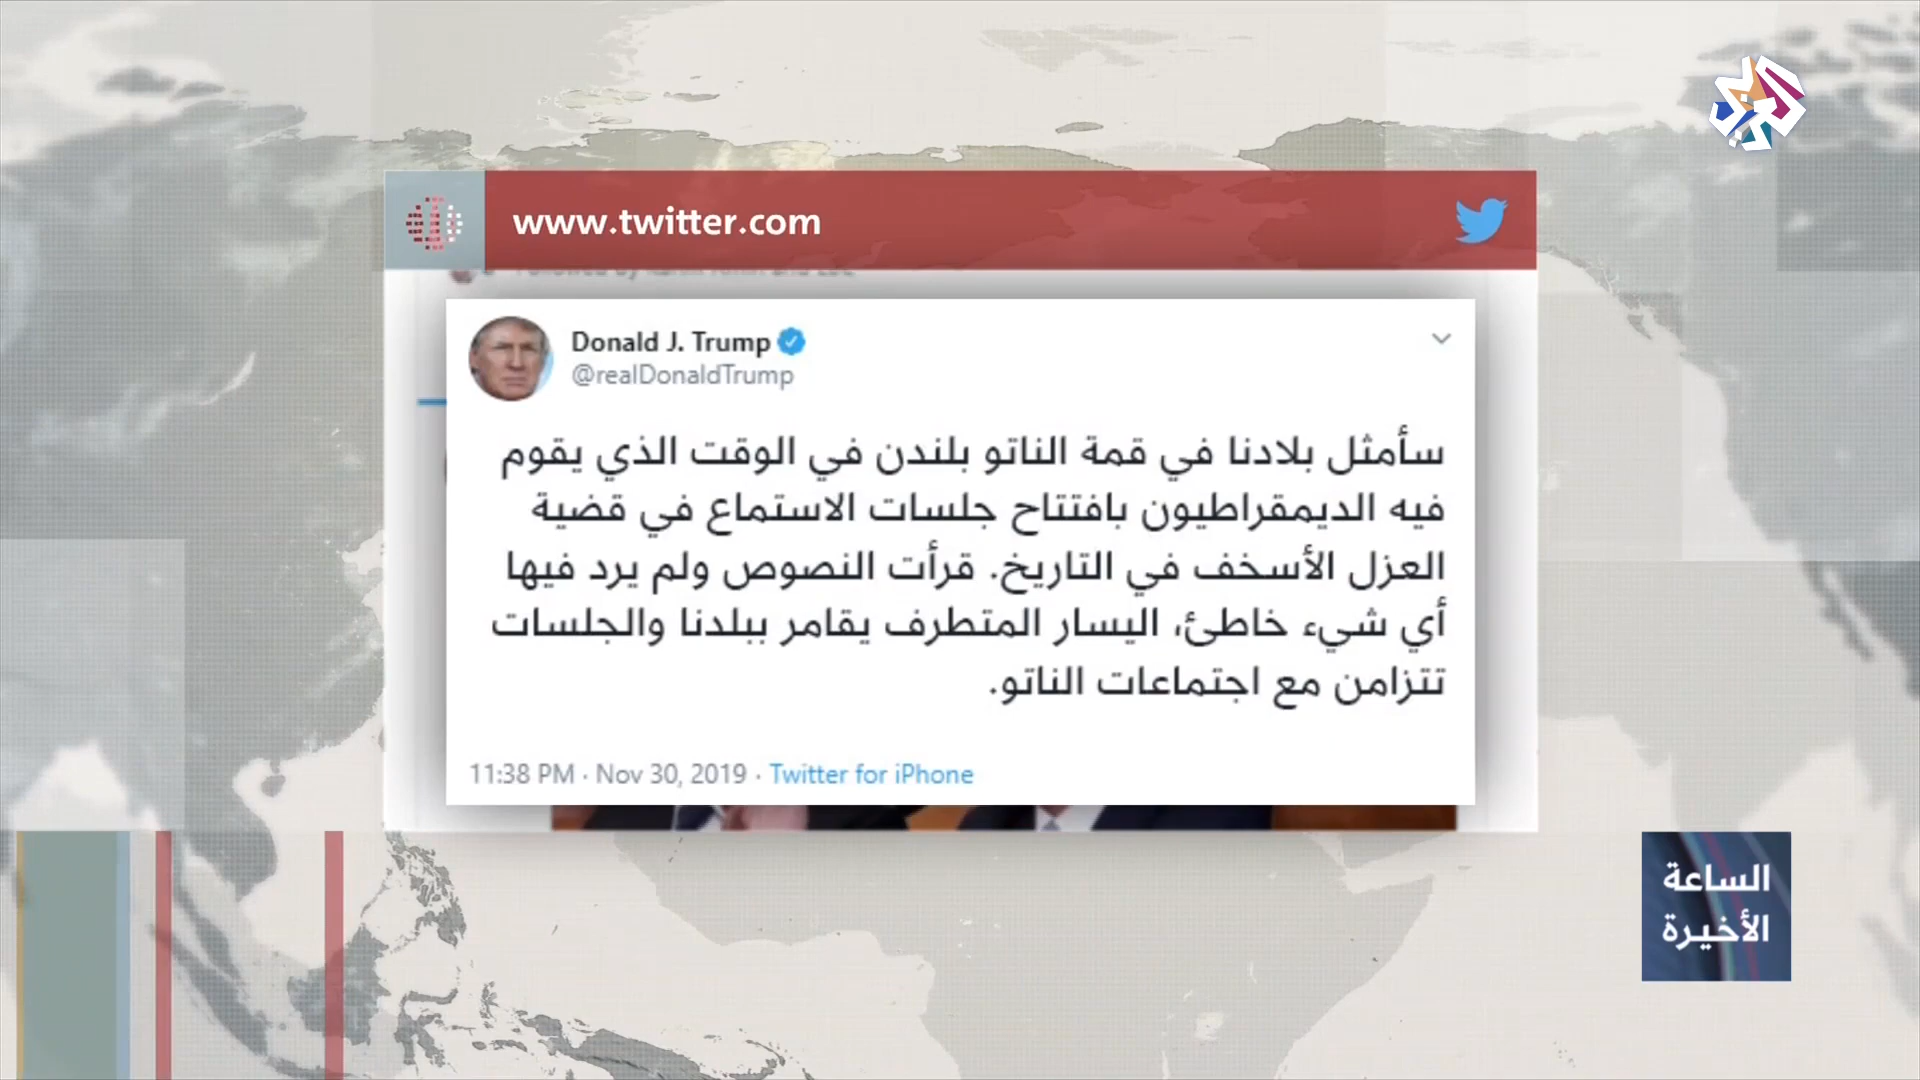 www.twitter.com
Donald J. Trump
@realDonaldTrump
سأمثل بلادنا في قمة الناتو بلندن في الوقت الذي يقوم
فيه الديمقراطيون بافتتاح جلسات الاستماع في قضية
العزل الأسخف في التاريخ. قرأت النصوص ولم يرد فيها
أي شيء خاطئ، اليسار المتطرف يقامر ببلدنا والجلسات
تتزامن مع اجتماعات الناتو.
11:38 PM · Nov 30, 2019 · Twitter for iPhone
الساعة
الأخيرة